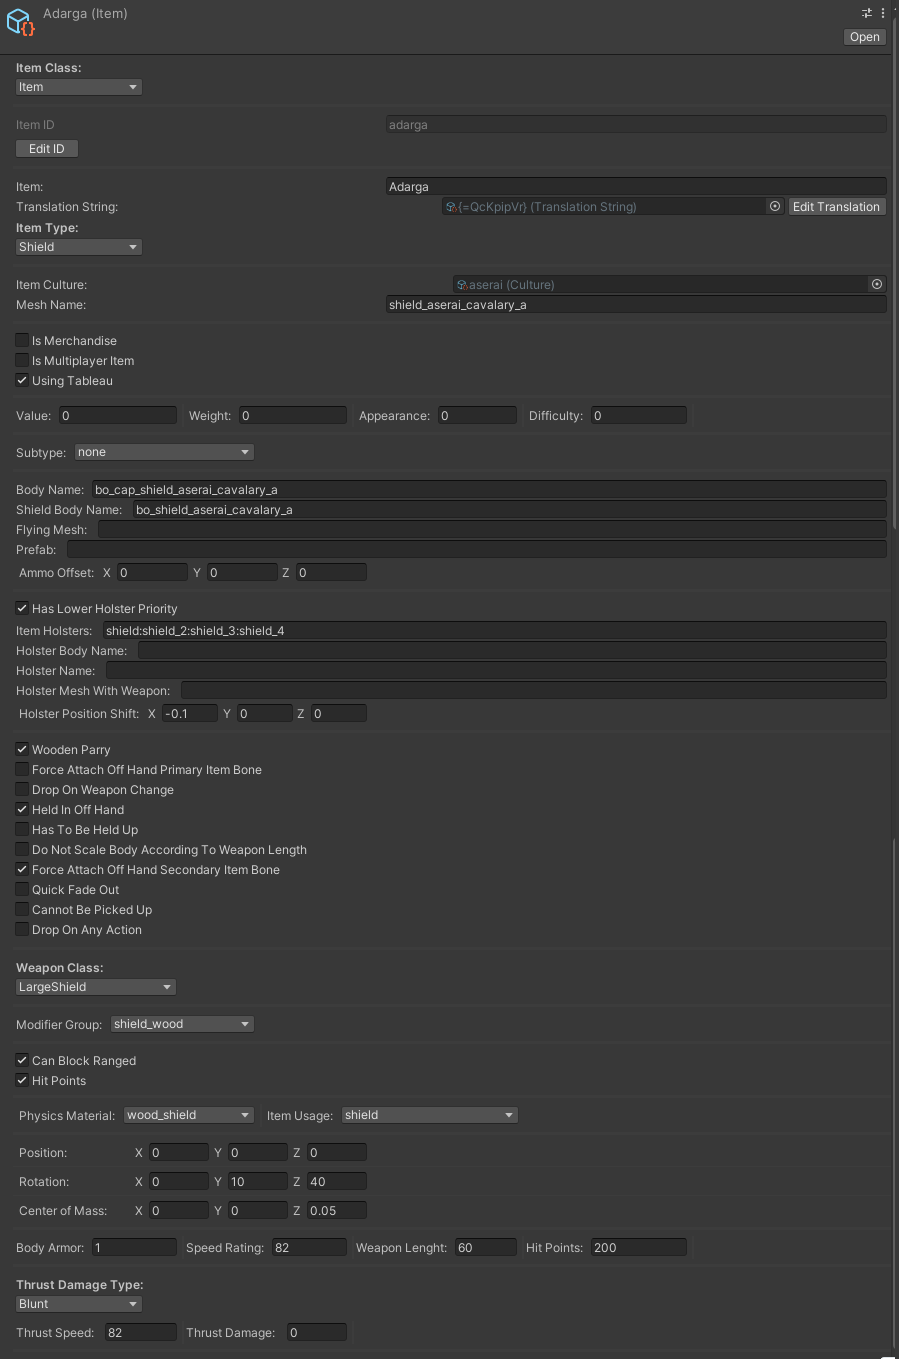 Adarga (Item)
Open
Item Class:
Item
Item ID adarga
Edit ID
Item: Adarga
Translation String: {=QcKpipVr} (Translation String) Edit Translation
Item Type:
Shield
Item Culture: aserai (Culture)
Mesh Name: shield_aserai_cavalary_a
Is Merchandise
Is Multiplayer Item
Using Tableau
Value: 0 Weight: 0 Appearance: 0 Difficulty: 0
Subtype: none
Body Name: bo_cap_shield_aserai_cavalary_a
Shield Body Name: bo_shield_aserai_cavalary_a
Flying Mesh:
Prefab:
Ammo Offset: X 0 Y 0 Z 0
Has Lower Holster Priority
Item Holsters: shield:shield_2:shield_3:shield_4
Holster Body Name:
Holster Name:
Holster Mesh With Weapon:
Holster Position Shift: X -0.1 Y 0 Z 0
Wooden Parry
Force Attach Off Hand Primary Item Bone
Drop On Weapon Change
Held In Off Hand
Has To Be Held Up
Do Not Scale Body According To Weapon Length
Force Attach Off Hand Secondary Item Bone
Quick Fade Out
Cannot Be Picked Up
Drop On Any Action
Weapon Class:
LargeShield
Modifier Group: shield_wood
Can Block Ranged
Hit Points
Physics Material: wood_shield Item Usage: shield
Position: X 0 Y 0 Z 0
Rotation: X 0 Y 10 Z 40
Center of Mass: X 0 Y 0 Z 0.05
Body Armor: 1 Speed Rating: 82 Weapon Lenght: 60 Hit Points: 200
Thrust Damage Type:
Blunt
Thrust Speed: 82 Thrust Damage: 0